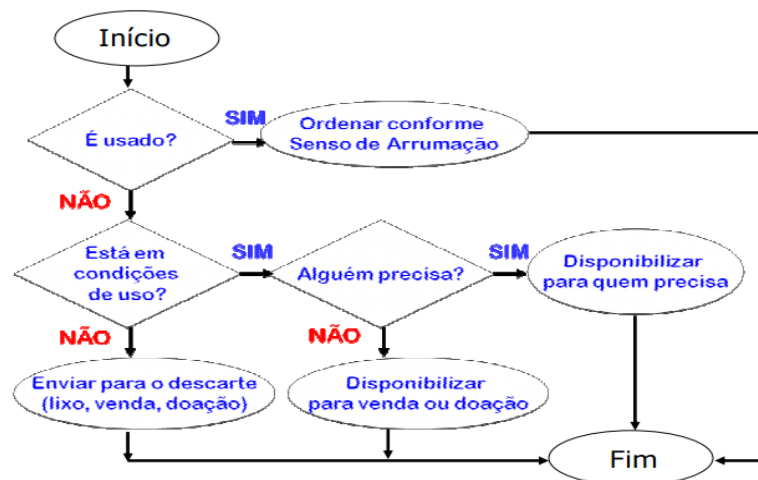 Início
É usado?
SIM
Ordenar conforme
Senso de Arrumação
NÃO
Está em
condições
de uso?
SIM
Alguém precisa?
SIM
Disponibilizar
para quem precisa
NÃO
NÃO
Enviar para o descarte
(lixo, venda, doação)
Disponibilizar
para venda ou doação
Fim